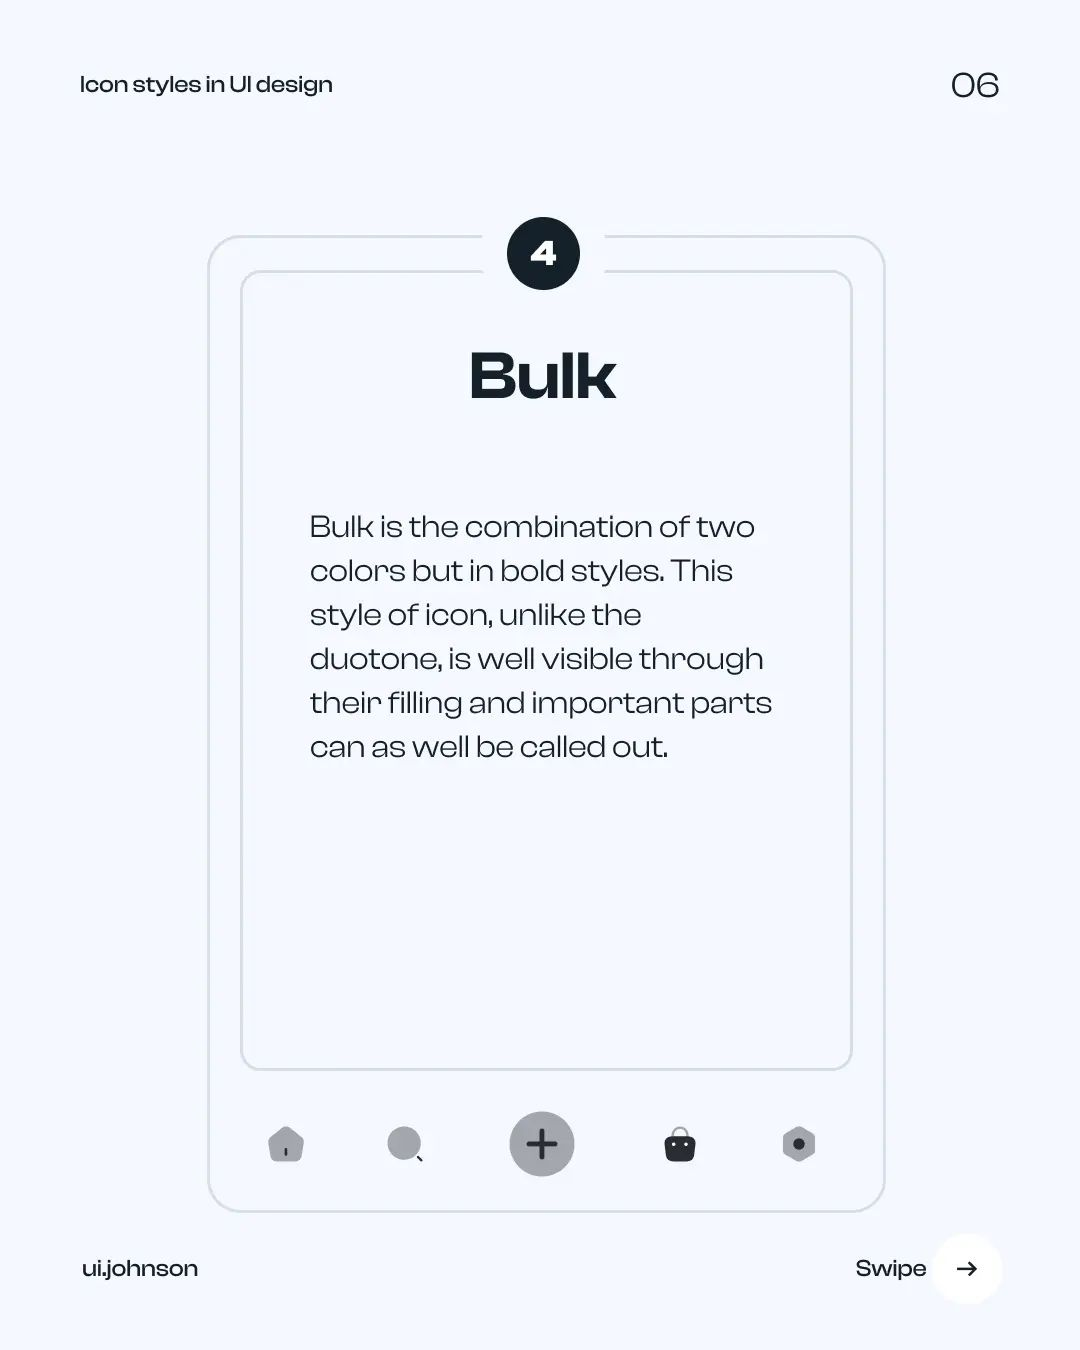 Icon styles in UI design
06
4
Bulk
Bulk is the combination of two
colors but in bold styles. This
style of icon, unlike the
duotone, is well visible through
their filling and important parts
can as well be called out.
ui.johnson
Swipe